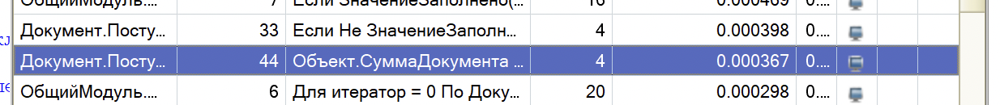 ОбщийМодуль.... 7 Если ЗначениеЗаполнено(... 16 0.000469 0....
Документ.Посту... 33 Если Не ЗначениеЗаполн... 4 0.000398 0....
Документ.Посту... 44 Объект.СуммаДокумента ... 4 0.000367 0....
ОбщийМодуль.... 6 Для итератор = 0 По Доку... 20 0.000298 0....